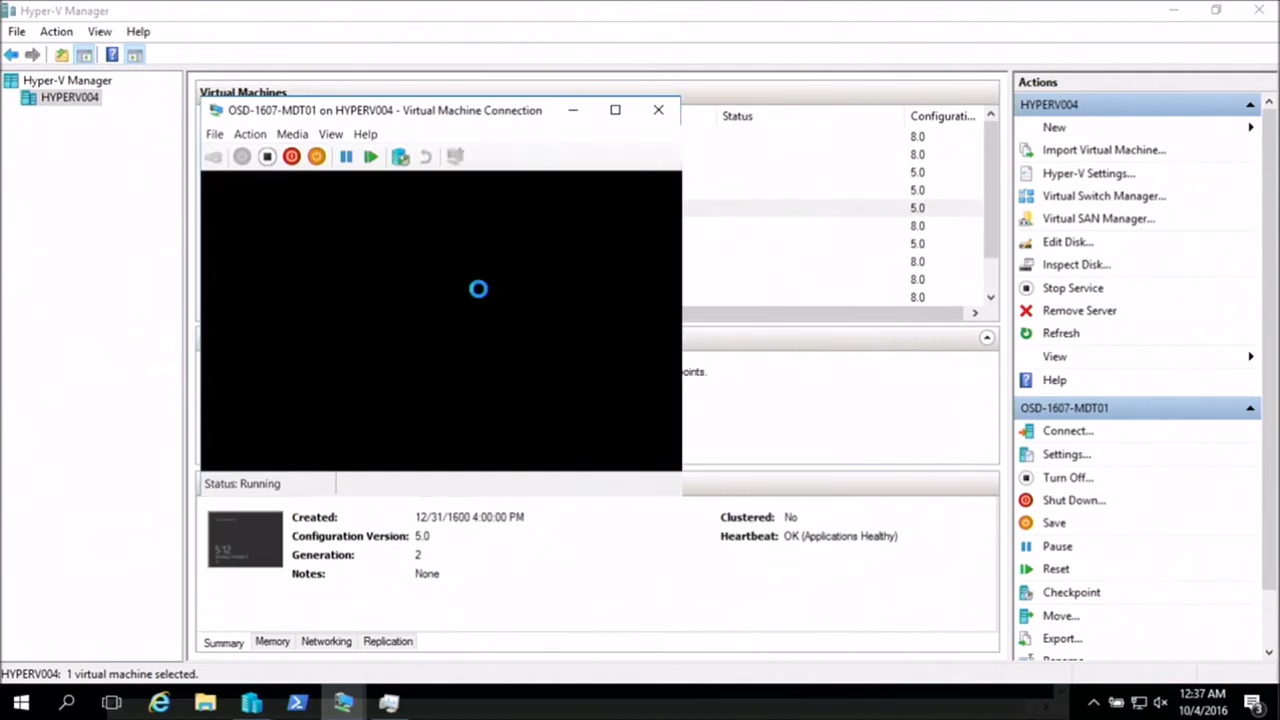 Hyper-V Manager
File Action View Help
Hyper-V Manager
HYPERV004
Virtual Machines
Status Configurati...
8.0
8.0
5.0
5.0
5.0
8.0
5.0
8.0
8.0
8.0
OSD-1607-MDT01 on HYPERV004 - Virtual Machine Connection
File Action Media View Help
Status: Running
oints.
Created: 12/31/1600 4:00:00 PM
Configuration Version: 5.0
Generation: 2
Notes: None
Clustered: No
Heartbeat: OK (Applications Healthy)
5:12
Summary Memory Networking Replication
Actions
HYPERV004
New
Import Virtual Machine...
Hyper-V Settings...
Virtual Switch Manager...
Virtual SAN Manager...
Edit Disk...
Inspect Disk...
Stop Service
Remove Server
Refresh
View
Help
OSD-1607-MDT01
Connect...
Settings...
Turn Off...
Shut Down...
Save
Pause
Reset
Checkpoint
Move...
Export...
HYPERV004: 1 virtual machine selected.
12:37 AM
10/4/2016
3